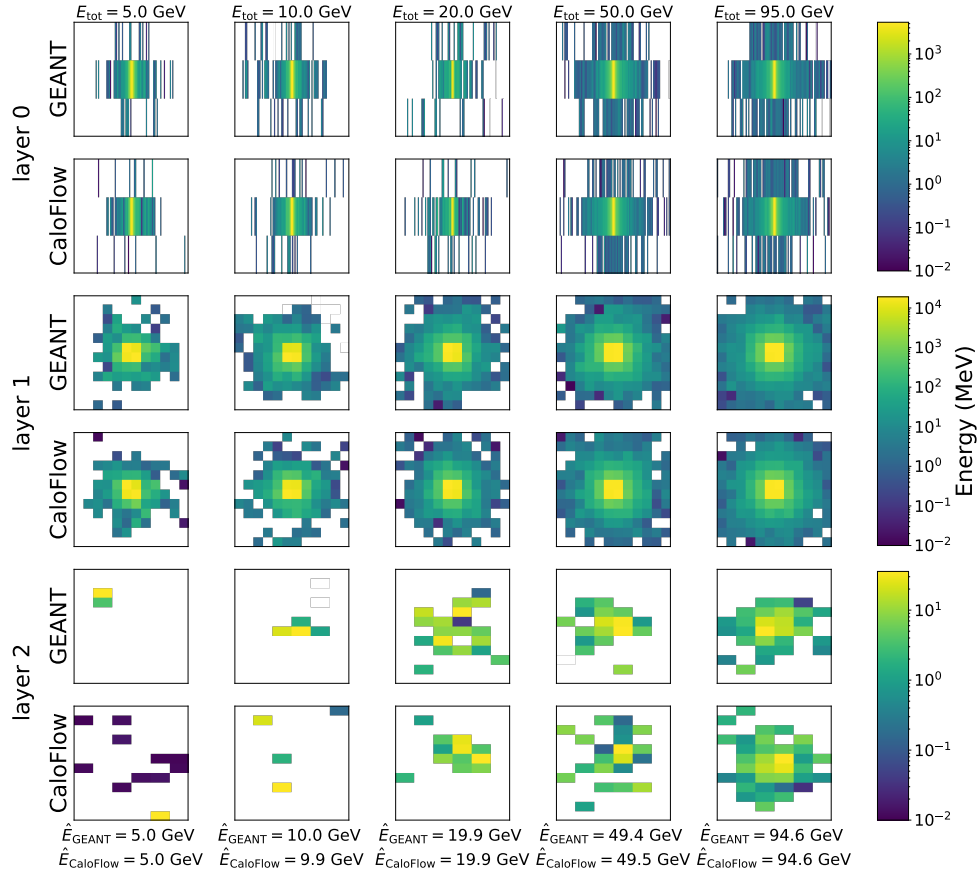 E_tot = 5.0 GeV E_tot = 10.0 GeV E_tot = 20.0 GeV E_tot = 50.0 GeV E_tot = 95.0 GeV
layer 0
GEANT
CaloFlow
10^3
10^2
10^1
10^0
10^−1
10^−2
layer 1
GEANT
CaloFlow
10^4
10^3
10^2
10^1
10^0
10^−1
10^−2
Energy (MeV)
layer 2
GEANT
CaloFlow
10^1
10^0
10^−1
10^−2
Ê_GEANT = 5.0 GeV Ê_GEANT = 10.0 GeV Ê_GEANT = 19.9 GeV Ê_GEANT = 49.4 GeV Ê_GEANT = 94.6 GeV
Ê_CaloFlow = 5.0 GeV Ê_CaloFlow = 9.9 GeV Ê_CaloFlow = 19.9 GeV Ê_CaloFlow = 49.5 GeV Ê_CaloFlow = 94.6 GeV